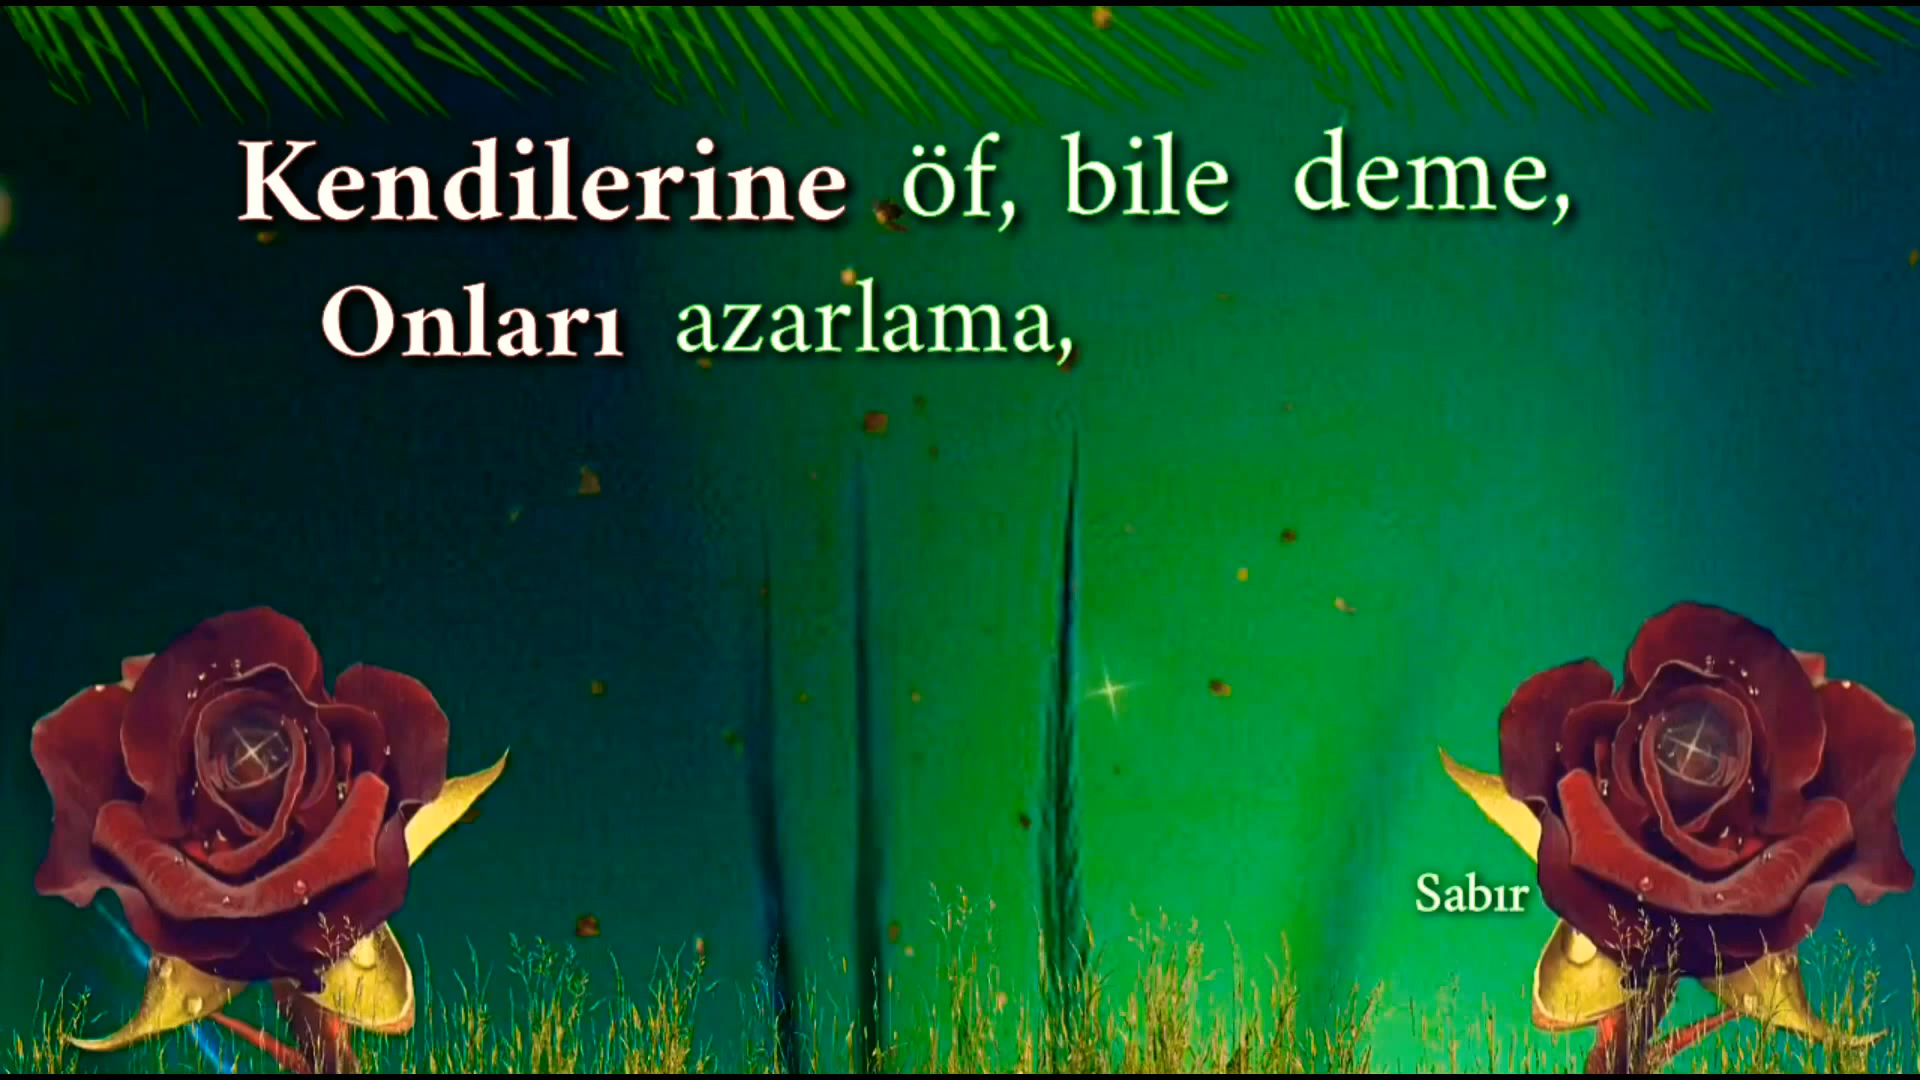 Kendilerine öf, bile deme,
Onları azarlama,
Sabır